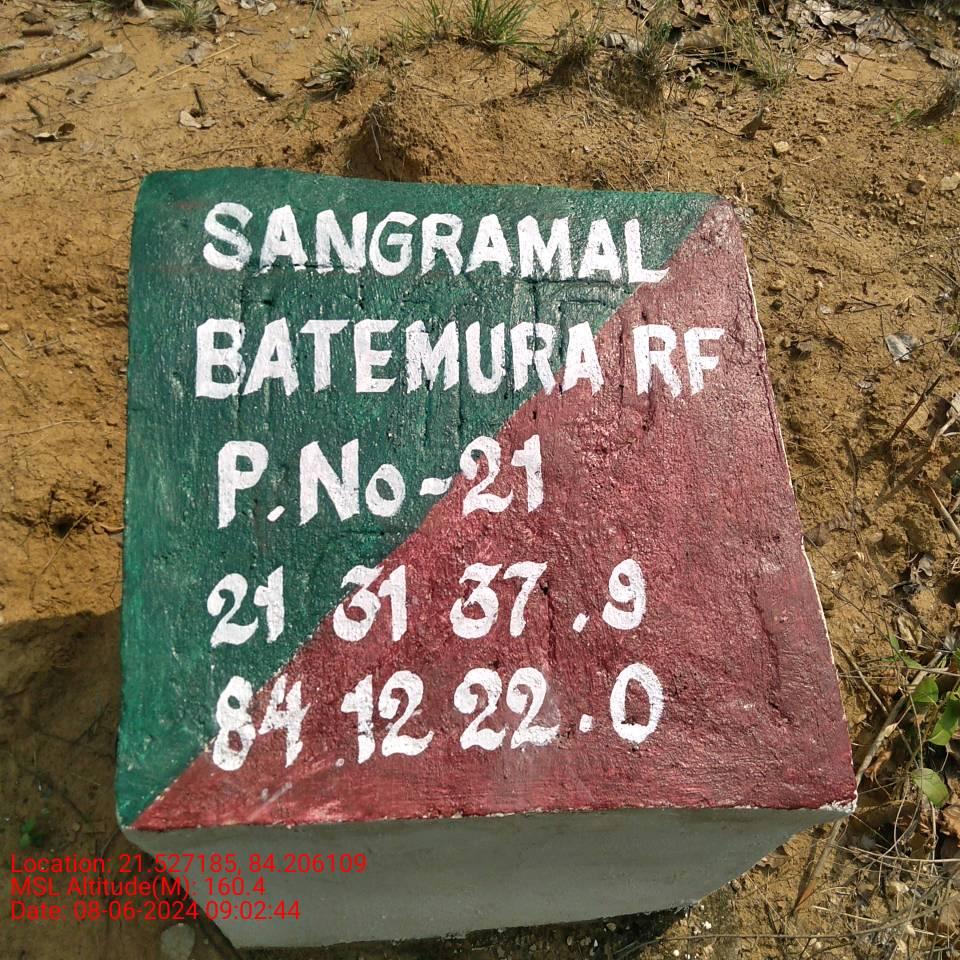 SANGRAMAL
BATEMURA RF
P. No - 21
21 31 37 .9
84 .12 22 .0
Location: 21.527185, 84.206109
MSL Altitude(M): 160.4
Date: 08-06-2024 09:02:44